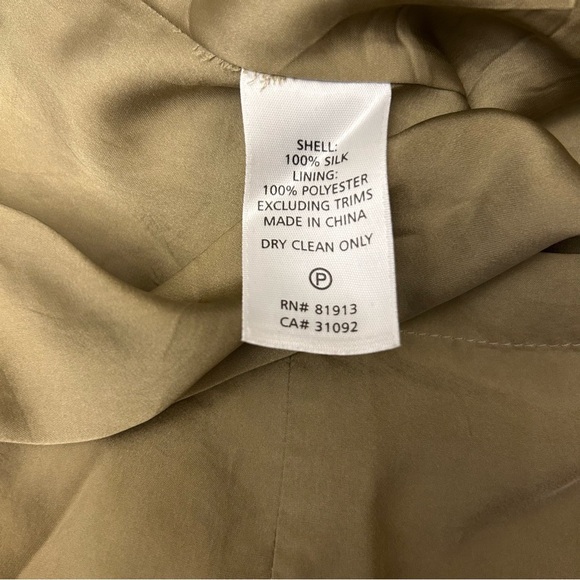 SHELL:
100% SILK
LINING:
100% POLYESTER
EXCLUDING TRIMS
MADE IN CHINA
DRY CLEAN ONLY
P
RN# 81913
CA# 31092